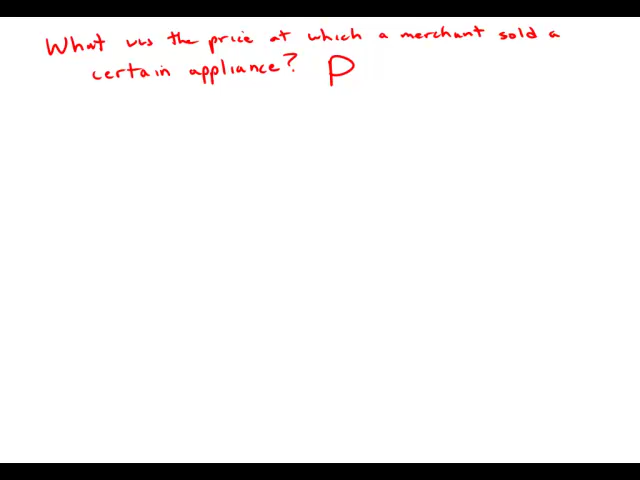 What was the price at which a merchant sold a
certain appliance? P